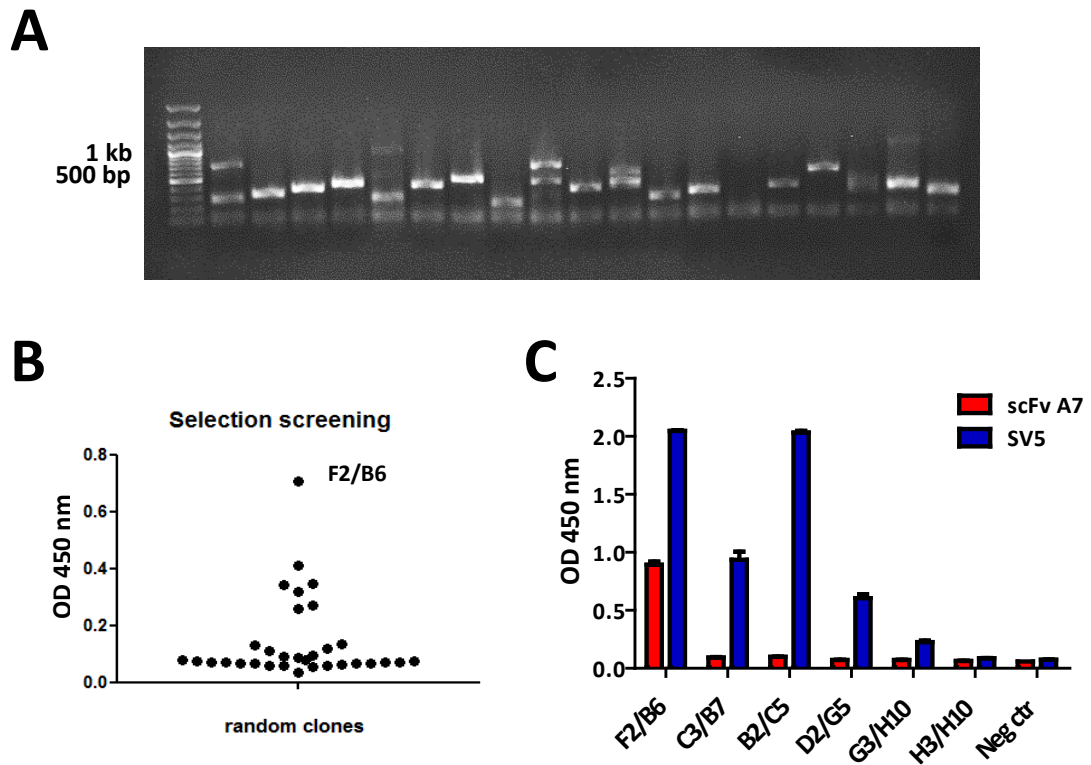 A
1 kb
500 bp
B
Selection screening
OD 450 nm
0.8
0.6
0.4
0.2
0.0
F2/B6
random clones
C
OD 450 nm
2.5
2.0
1.5
1.0
0.5
0.0
scFv A7
SV5
F2/B6
C3/B7
B2/C5
D2/G5
G3/H10
H3/H10
Neg ctr